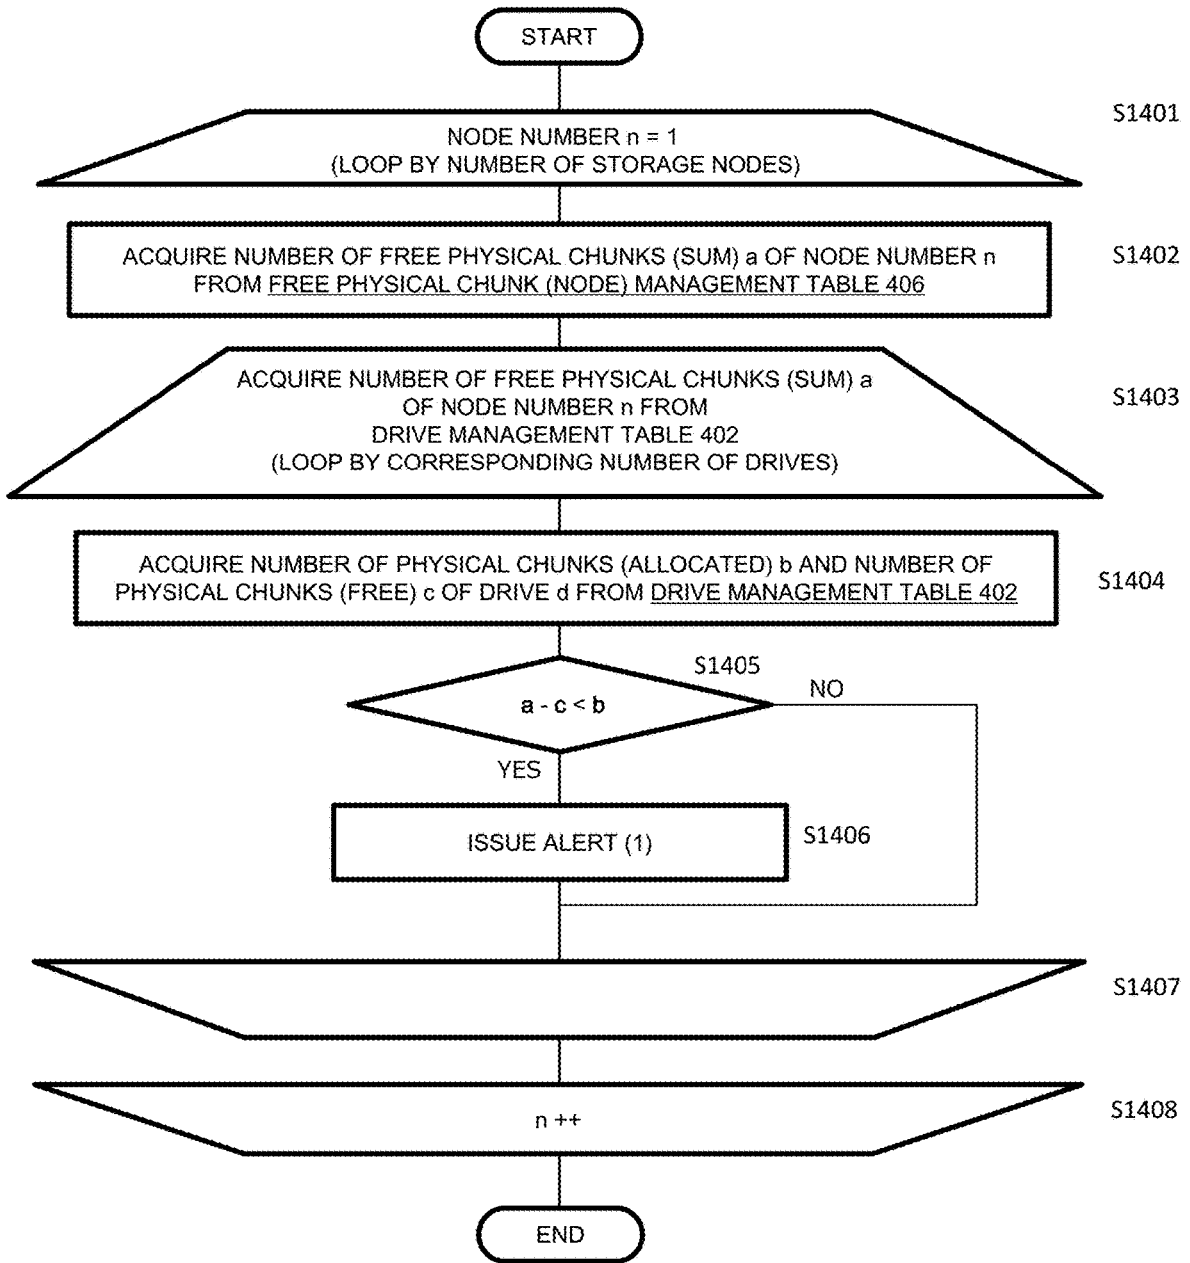 START
S1401
NODE NUMBER n = 1
(LOOP BY NUMBER OF STORAGE NODES)
ACQUIRE NUMBER OF FREE PHYSICAL CHUNKS (SUM) a OF NODE NUMBER n
S1402
FROM FREE PHYSICAL CHUNK (NODE) MANAGEMENT TABLE 406
ACQUIRE NUMBER OF FREE PHYSICAL CHUNKS (SUM) a
S1403
OF NODE NUMBER n FROM
DRIVE MANAGEMENT TABLE 402
(LOOP BY CORRESPONDING NUMBER OF DRIVES)
ACQUIRE NUMBER OF PHYSICAL CHUNKS (ALLOCATED) b AND NUMBER OF
S1404
PHYSICAL CHUNKS (FREE) c OF DRIVE d FROM DRIVE MANAGEMENT TABLE 402
S1405
a - c < b
NO
YES
ISSUE ALERT (1)
S1406
S1407
n ++
S1408
END